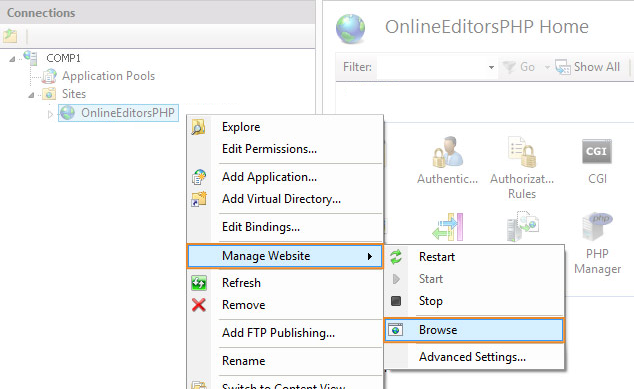 Connections
COMP1
Application Pools
Sites
OnlineEditorsPHP
OnlineEditorsPHP Home
Filter:
Go
Show All
Authentic...
Authorizat...
Rules
CGI
CGI
php
PHP
Manager
Explore
Edit Permissions...
Add Application...
Add Virtual Directory...
Edit Bindings...
Manage Website
Refresh
Remove
Add FTP Publishing...
Rename
Switch to Content View
Restart
Start
Stop
Browse
Advanced Settings...